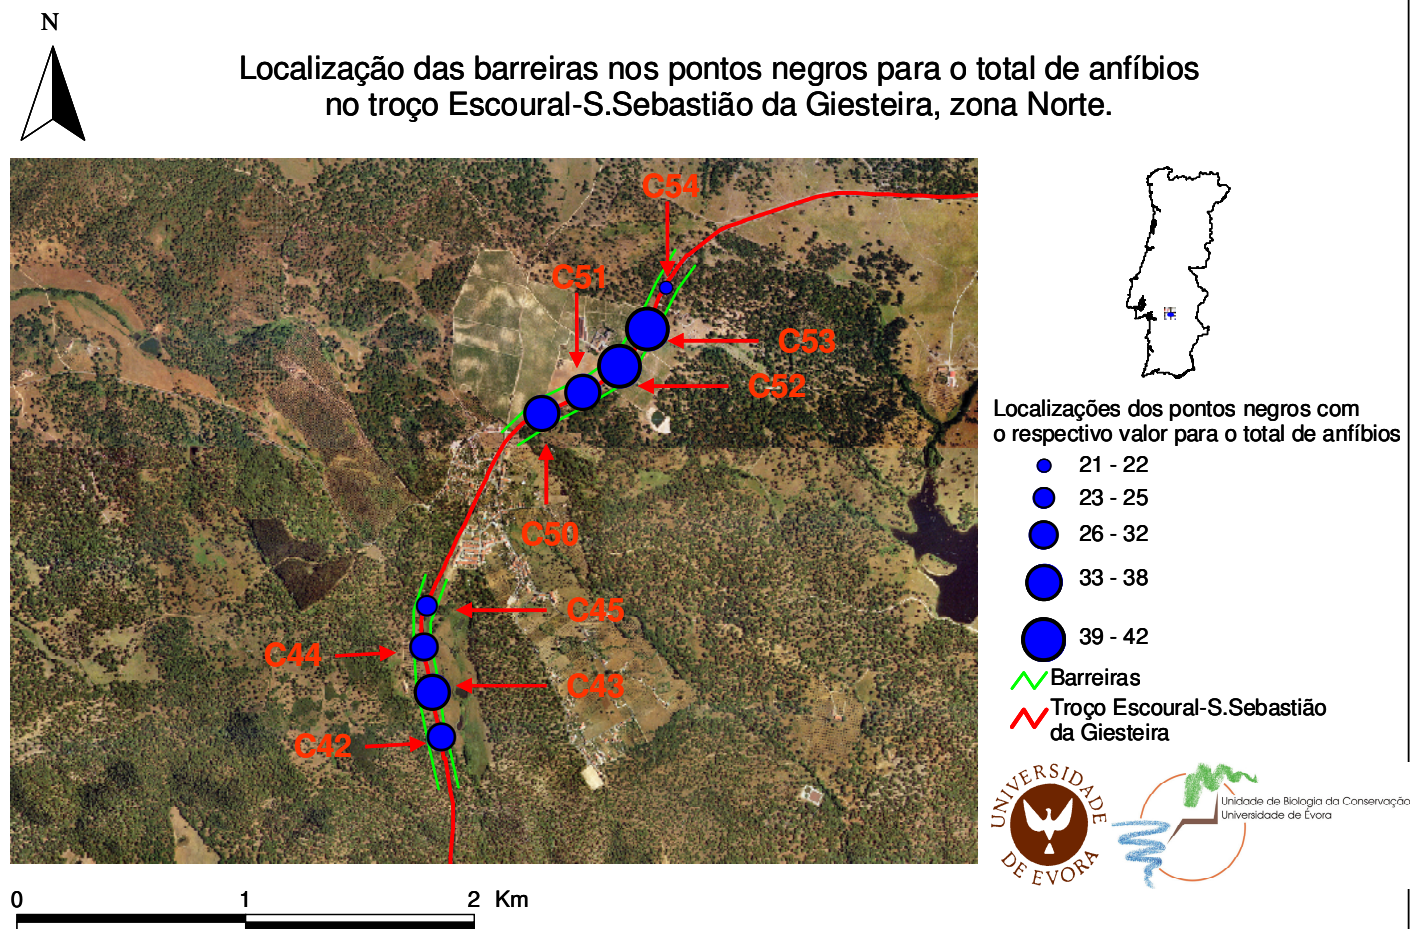 N
Localização das barreiras nos pontos negros para o total de anfíbios
no troço Escoural-S.Sebastião da Giesteira, zona Norte.
C54
C51
C53
C52
C50
C45
C44
C43
C42
Localizações dos pontos negros com
o respectivo valor para o total de anfíbios
21 - 22
23 - 25
26 - 32
33 - 38
39 - 42
Barreiras
Troço Escoural-S.Sebastião
da Giesteira
UNIVERSIDADE
DE EVORA
Unidade de Biologia da Conservação
Universidade de Évora
0 1 2 Km